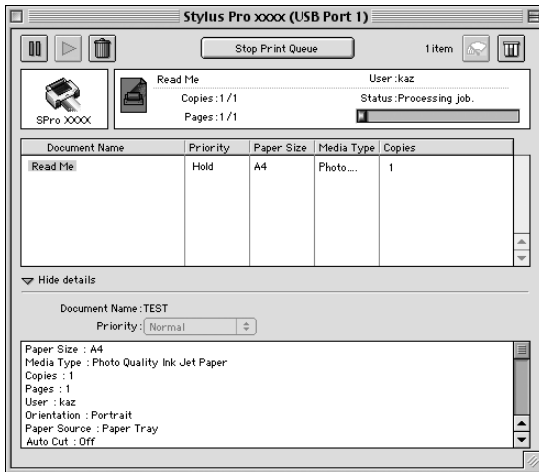 Stylus Pro xxxx (USB Port 1)
Stop Print Queue
1 item
SPro XXXX
Read Me
User :kaz
Copies :1 /1
Status :Processing job.
Pages :1 /1
Document Name Priority Paper Size Media Type Copies
Read Me Hold A4 Photo.... 1
Hide details
Document Name :TEST
Priority : Normal
Paper Size : A4
Media Type : Photo Quality Ink Jet Paper
Copies : 1
Pages : 1
User : kaz
Orientation : Portrait
Paper Source : Paper Tray
Auto Cut : Off